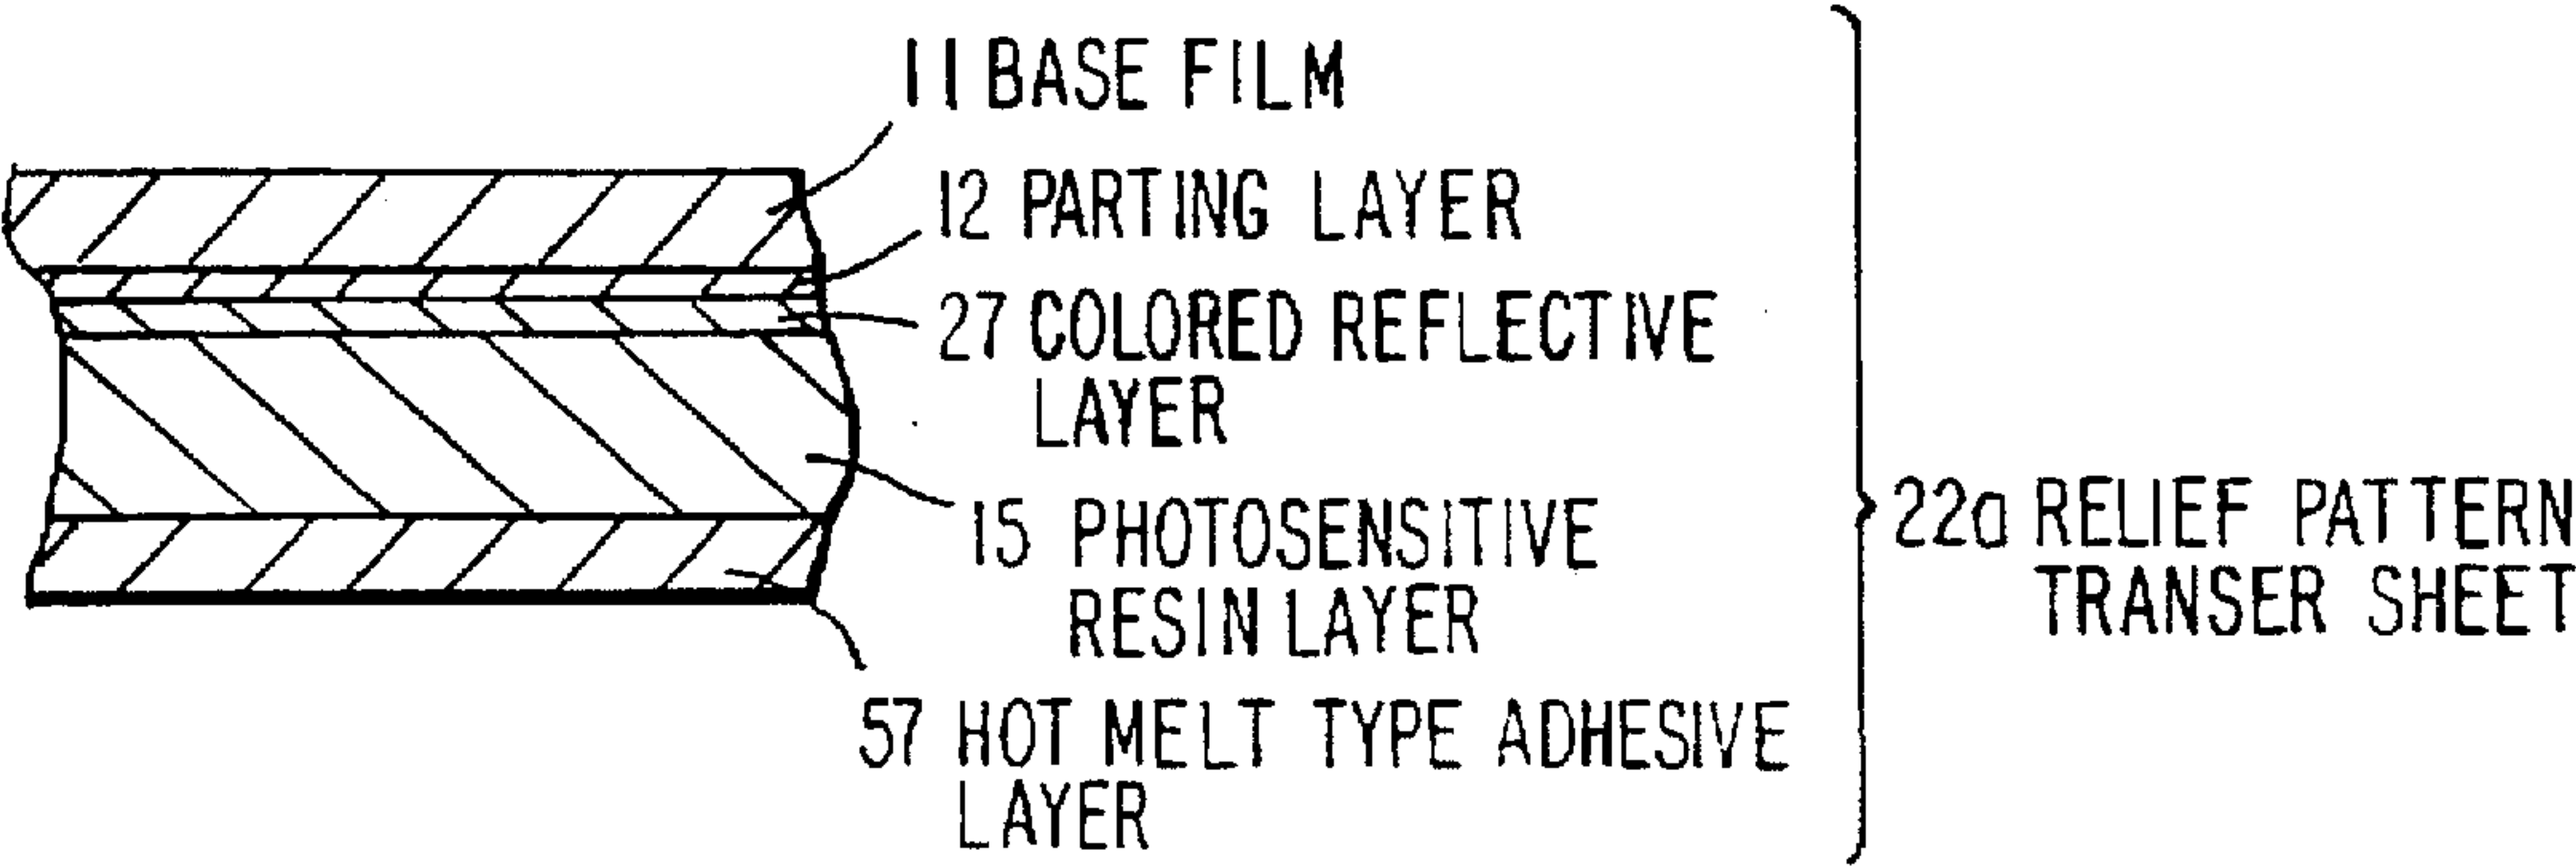 11 BASE FILM
12 PARTING LAYER
27 COLORED REFLECTIVE
LAYER
15 PHOTOSENSITIVE
RESIN LAYER
57 HOT MELT TYPE ADHESIVE
LAYER
22a RELIEF PATTERN
TRANSER SHEET